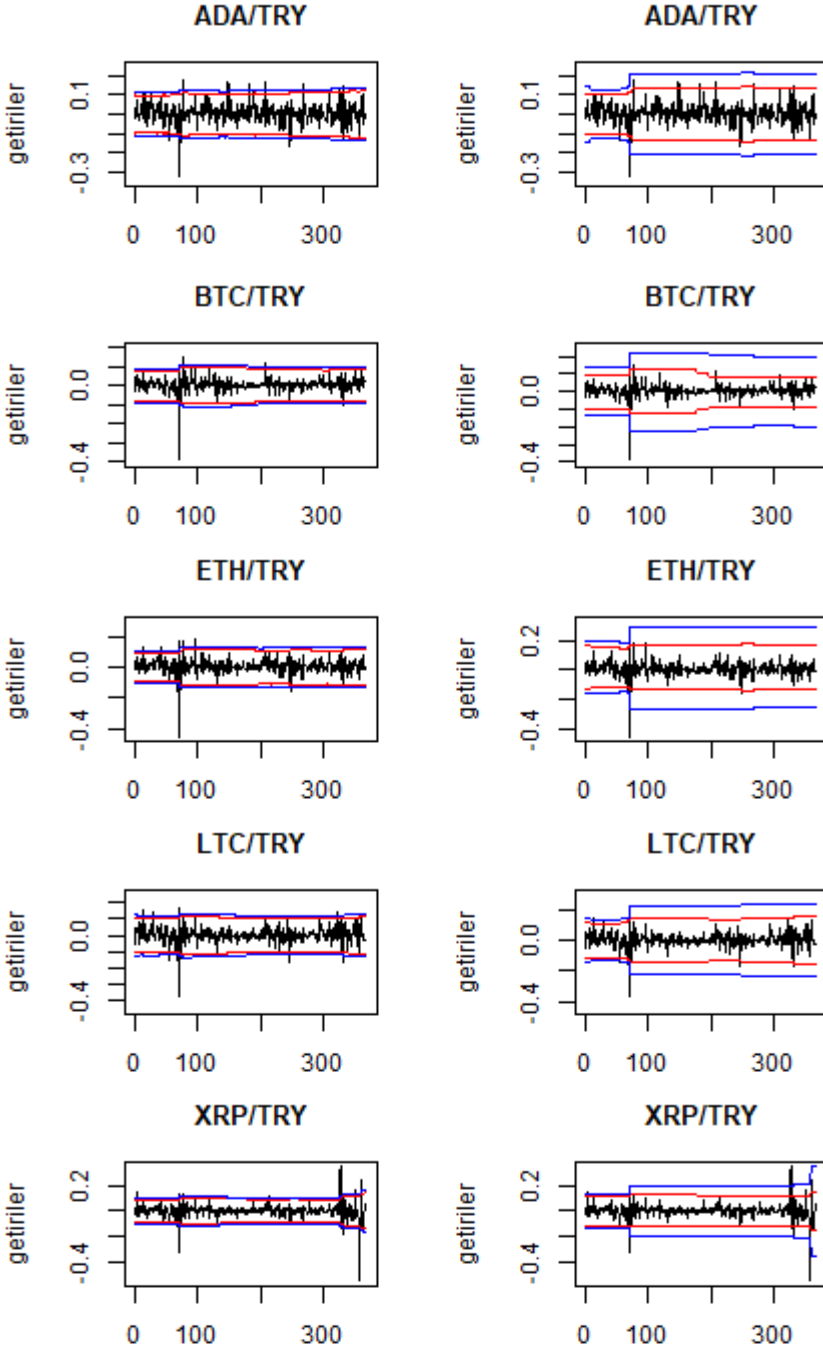 ADA/TRY ADA/TRY
getiriler 0.1 -0.3 getiriler 0.1 -0.3
0 100 300 0 100 300
BTC/TRY BTC/TRY
getiriler 0.0 -0.4 getiriler 0.0 -0.4
0 100 300 0 100 300
ETH/TRY ETH/TRY
getiriler 0.0 -0.4 getiriler 0.2 -0.4
0 100 300 0 100 300
LTC/TRY LTC/TRY
getiriler 0.0 -0.4 getiriler 0.0 -0.4
0 100 300 0 100 300
XRP/TRY XRP/TRY
getiriler 0.2 -0.4 getiriler 0.2 -0.4
0 100 300 0 100 300